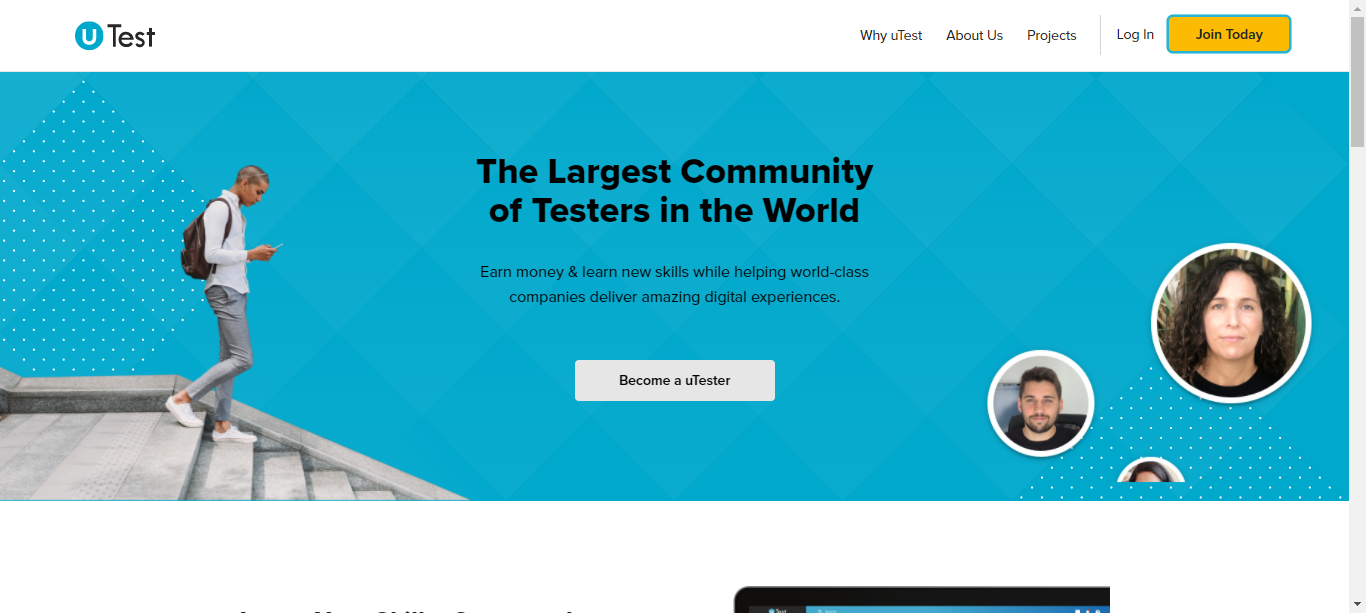 uTest
Why uTest
About Us
Projects
Log In
Join Today
The Largest Community
of Testers in the World
Earn money & learn new skills while helping world-class
companies deliver amazing digital experiences.
Become a uTester
uTest